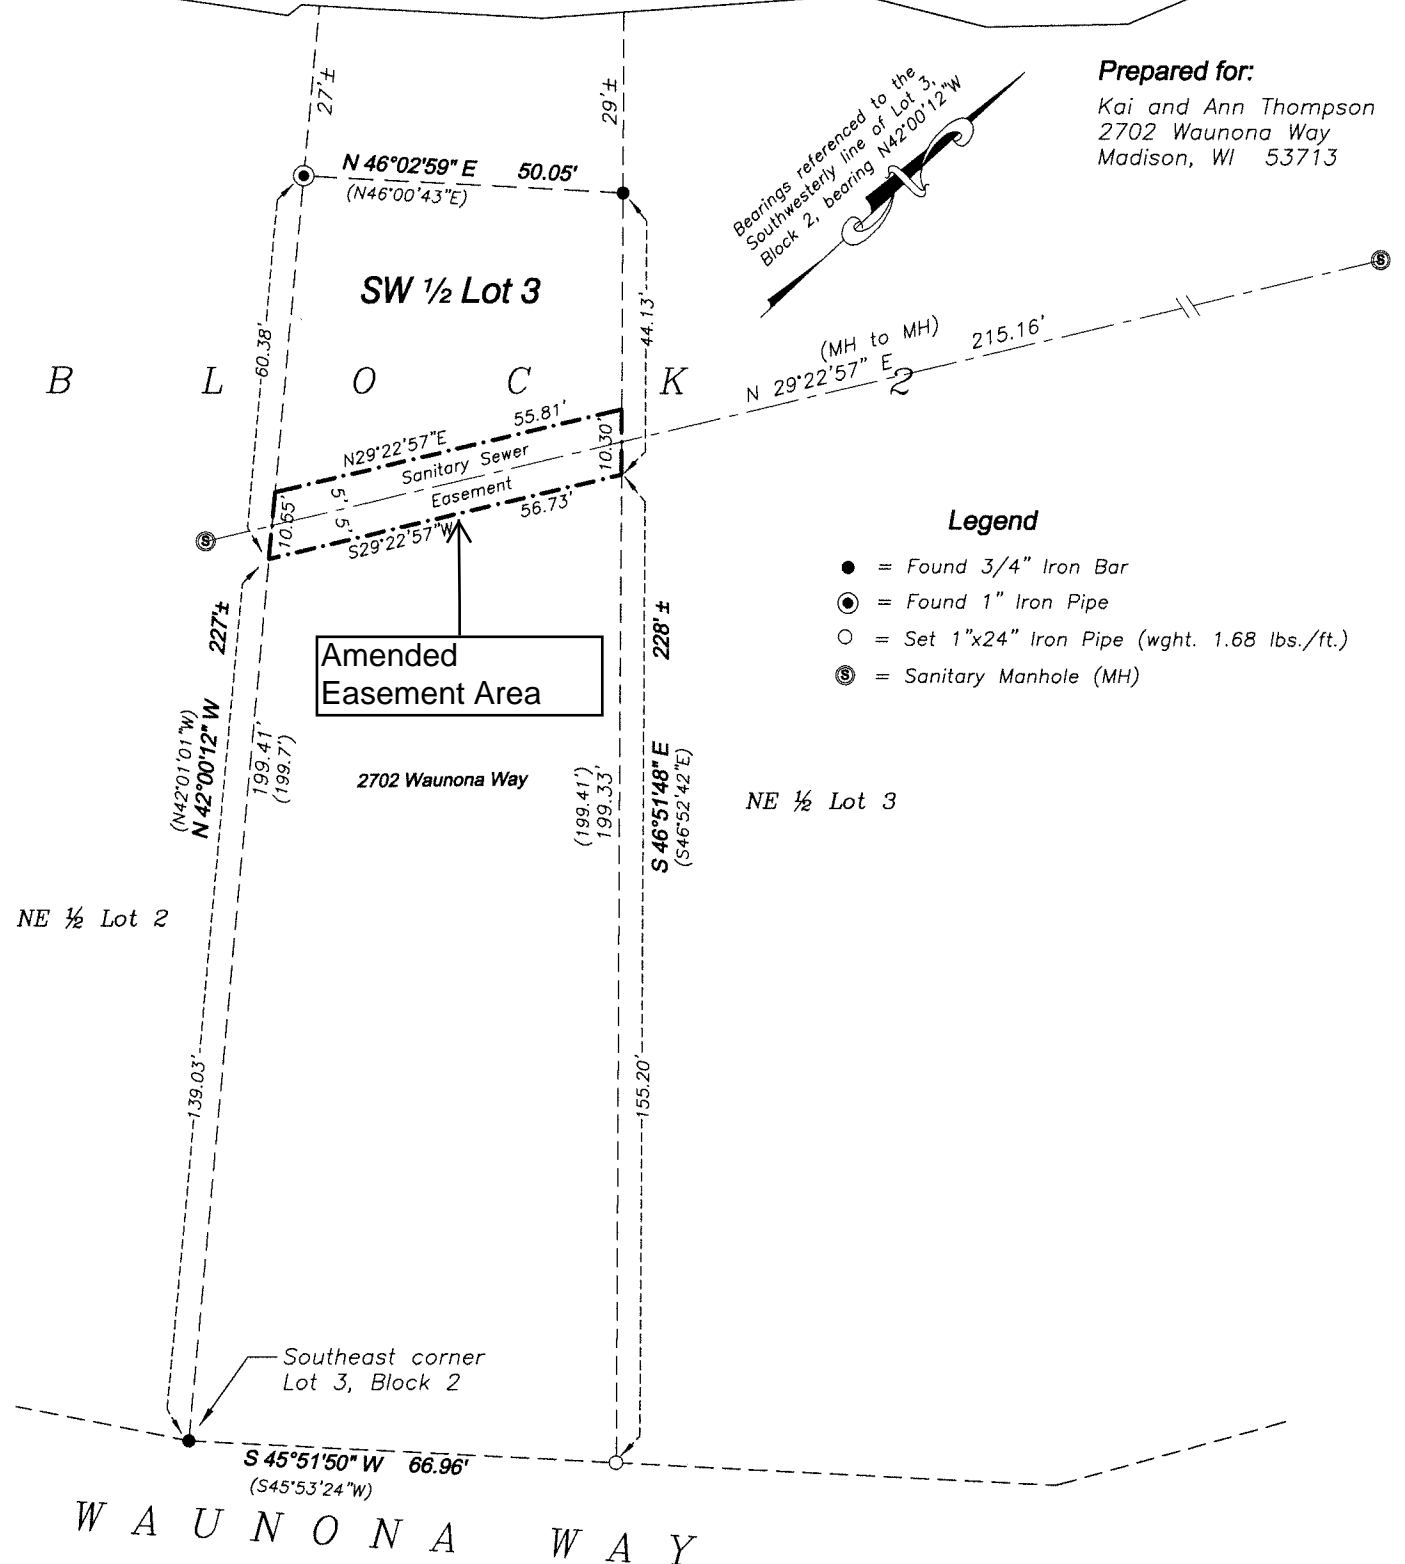 27'±
29'±
Prepared for:
Kai and Ann Thompson
2702 Waunona Way
Madison, WI 53713
Bearings referenced to the
Southwesterly line of Lot 3,
Block 2, bearing N42°00'12"W
N 46°02'59" E 50.05'
(N46°00'43"E)
SW ½ Lot 3
60.38'
44.13'
(MH to MH)
N 29°22'57" E 215.16'
S
B L O C K 2
N29°22'57"E 55.81'
Sanitary Sewer
Easement
10.65'
5'
5'
10.30'
S29°22'57"W 56.73'
S
Legend
= Found 3/4" Iron Bar
= Found 1" Iron Pipe
= Set 1"x24" Iron Pipe (wght. 1.68 lbs./ft.)
S = Sanitary Manhole (MH)
Amended
Easement Area
227'±
228' ±
(N42°01'01"W)
N 42°00'12" W
199.41'
(199.7')
2702 Waunona Way
(199.41')
199.33'
S 46°51'48" E
(S46°52'42"E)
NE ½ Lot 3
NE ½ Lot 2
139.03'
155.20'
Southeast corner
Lot 3, Block 2
S 45°51'50" W 66.96'
(S45°53'24"W)
WAUNONA WAY